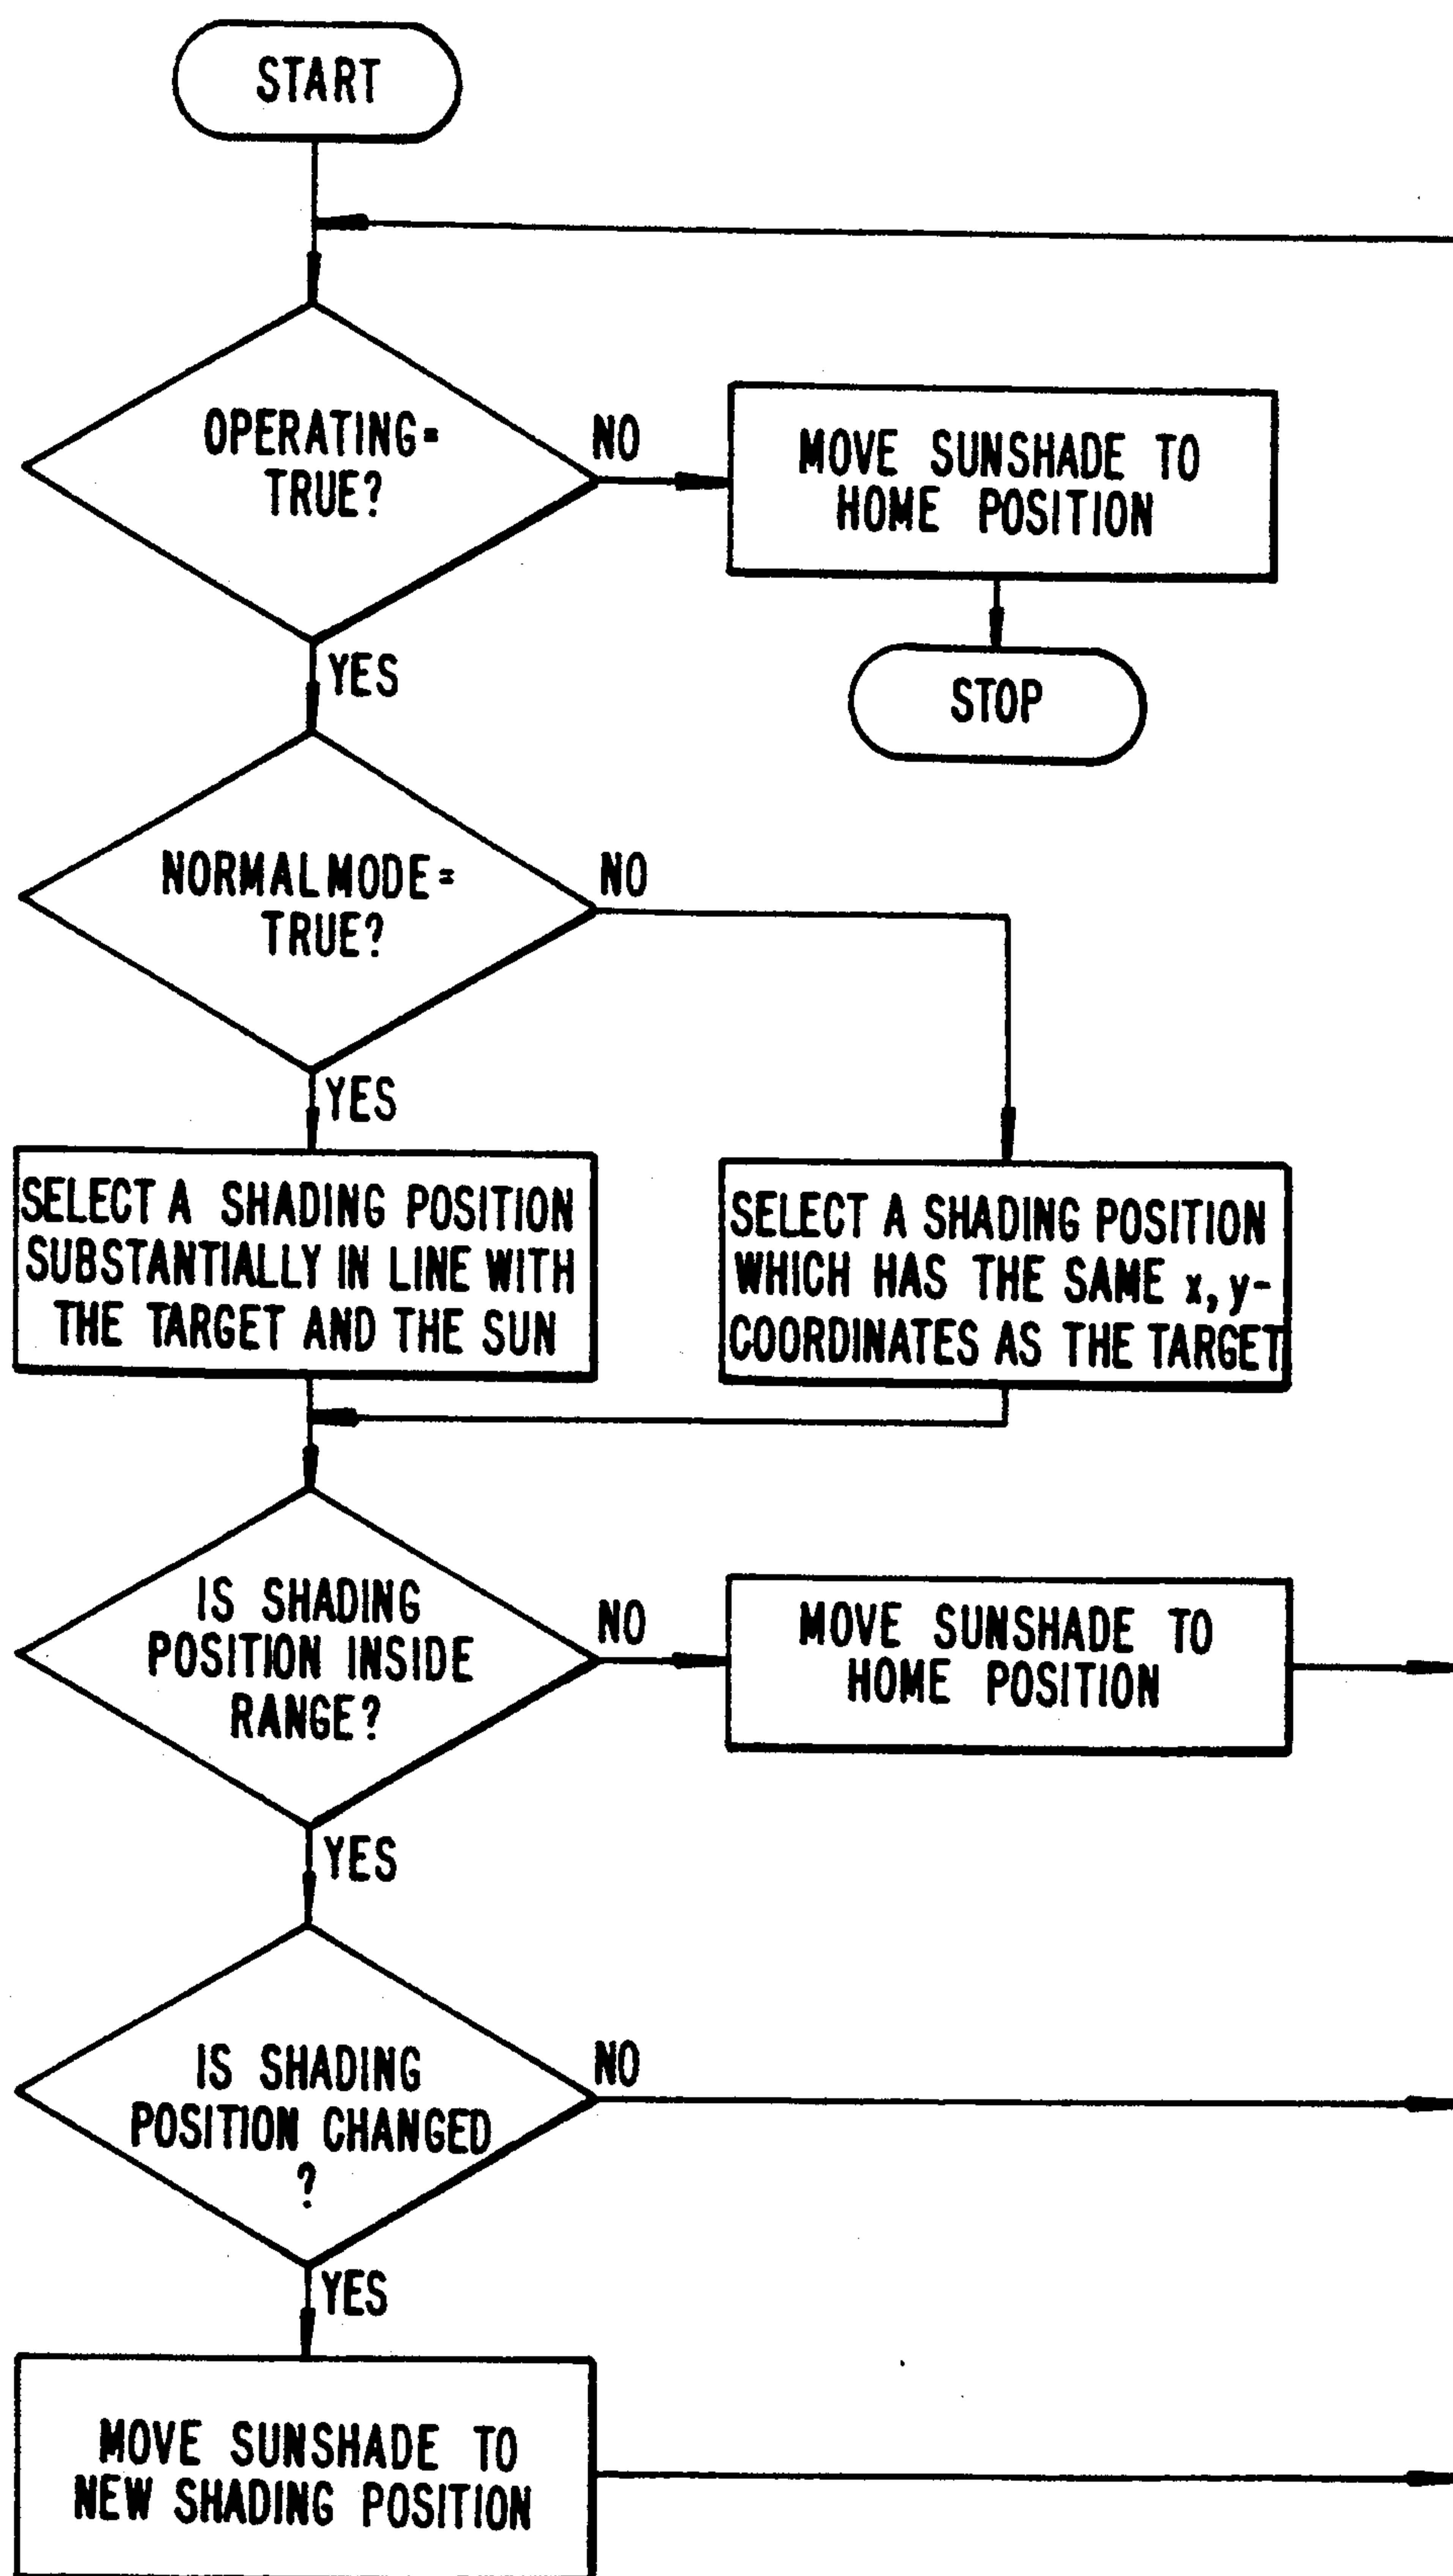 START
OPERATING=
TRUE?
NO
MOVE SUNSHADE TO
HOME POSITION
YES
STOP
NORMALMODE=
TRUE?
NO
YES
SELECT A SHADING POSITION
SUBSTANTIALLY IN LINE WITH
THE TARGET AND THE SUN
SELECT A SHADING POSITION
WHICH HAS THE SAME x, y-
COORDINATES AS THE TARGET
IS SHADING
POSITION INSIDE
RANGE?
NO
MOVE SUNSHADE TO
HOME POSITION
YES
IS SHADING
POSITION CHANGED
?
NO
YES
MOVE SUNSHADE TO
NEW SHADING POSITION